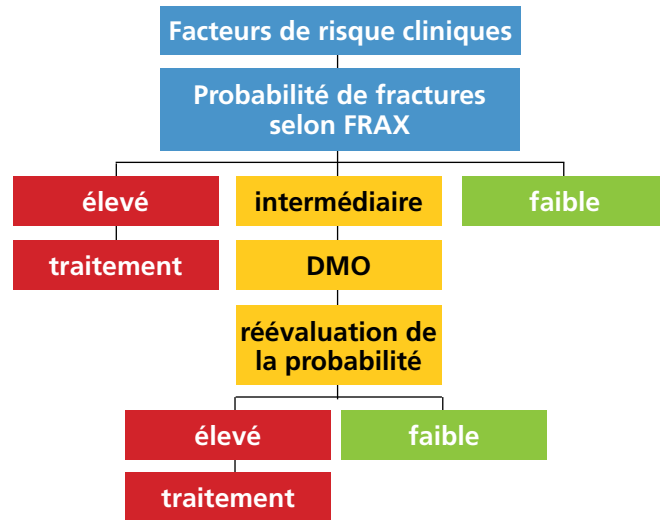 Facteurs de risque cliniques
Probabilité de fractures
selon FRAX
élevé
intermédiaire
faible
traitement
DMO
réévaluation de
la probabilité
élevé
faible
traitement